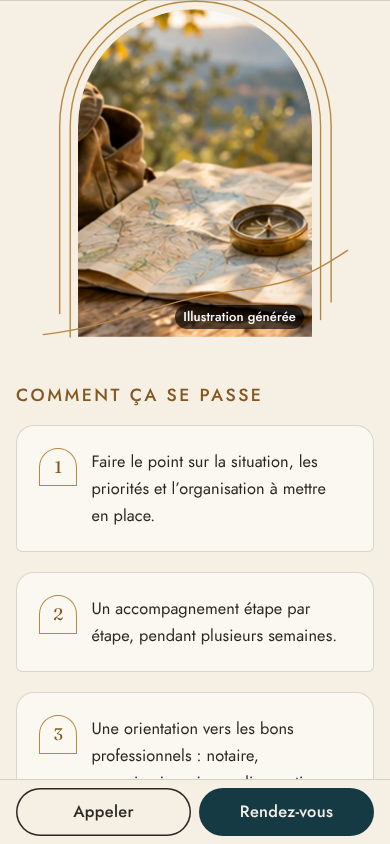 Illustration générée
COMMENT ÇA SE PASSE
1
Faire le point sur la situation, les
priorités et l’organisation à mettre
en place.
2
Un accompagnement étape par
étape, pendant plusieurs semaines.
3
Une orientation vers les bons
professionnels : notaire,
Appeler
Rendez-vous